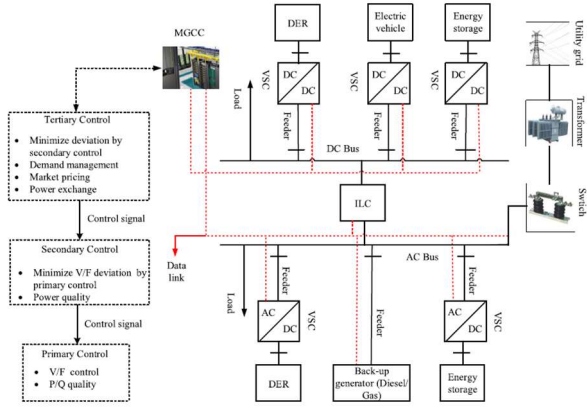 MGCC
DER
Electric
vehicle
Energy
storage
Utility grid
VSC
DC
DC
VSC
DC
DC
VSC
DC
DC
Load
Feeder
Feeder
Feeder
Transformer
DC Bus
Tertiary Control
Minimize deviation by
secondary control
Demand management
Market pricing
Power exchange
ILC
Swtich
Control signal
Data
link
AC Bus
Secondary Control
Minimize V/F deviation by
primary control
Power quality
Load
Feeder
Feeder
Feeder
AC
DC
VSC
AC
DC
VSC
Control signal
Primary Control
V/F control
P/Q quality
DER
Back-up
generator (Diesel/
Gas)
Energy
storage